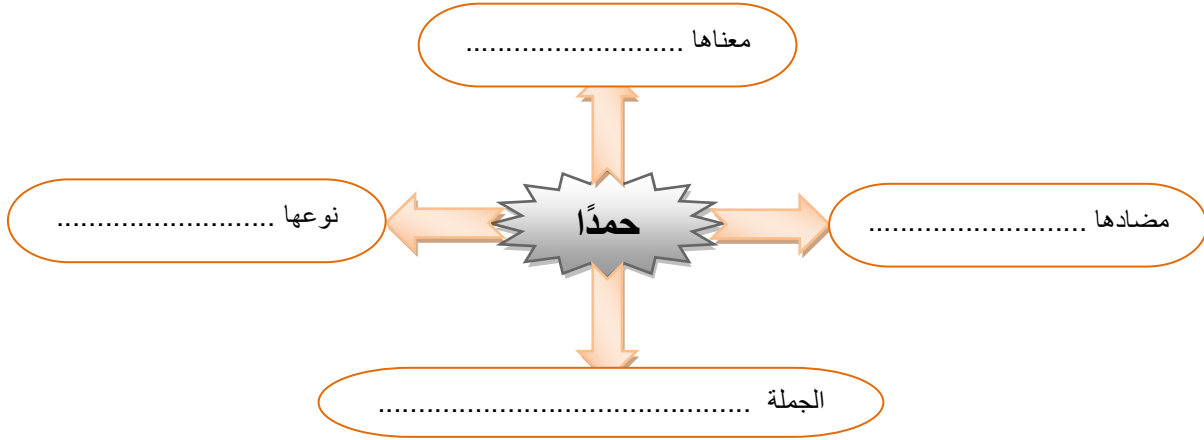 معناها ...........................
مضادها ...........................
حمدًا
نوعها ...........................
الجملة ...............................................